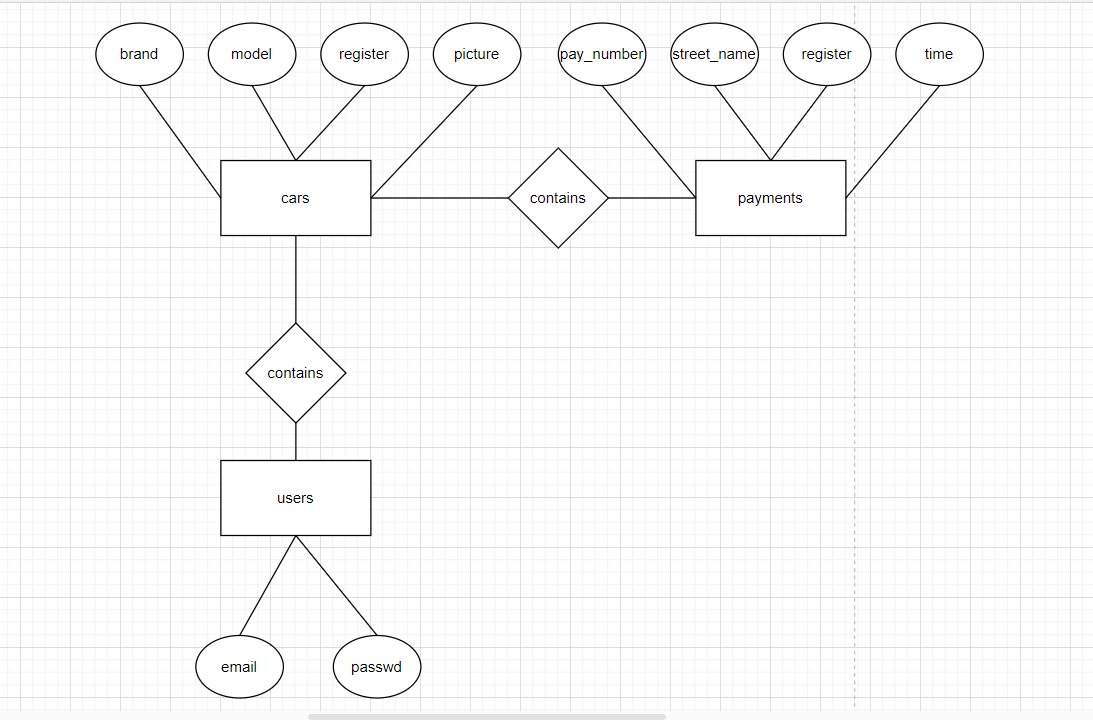 brand
model
register
picture
pay_number
street_name
register
time
cars
contains
payments
contains
users
email
passwd